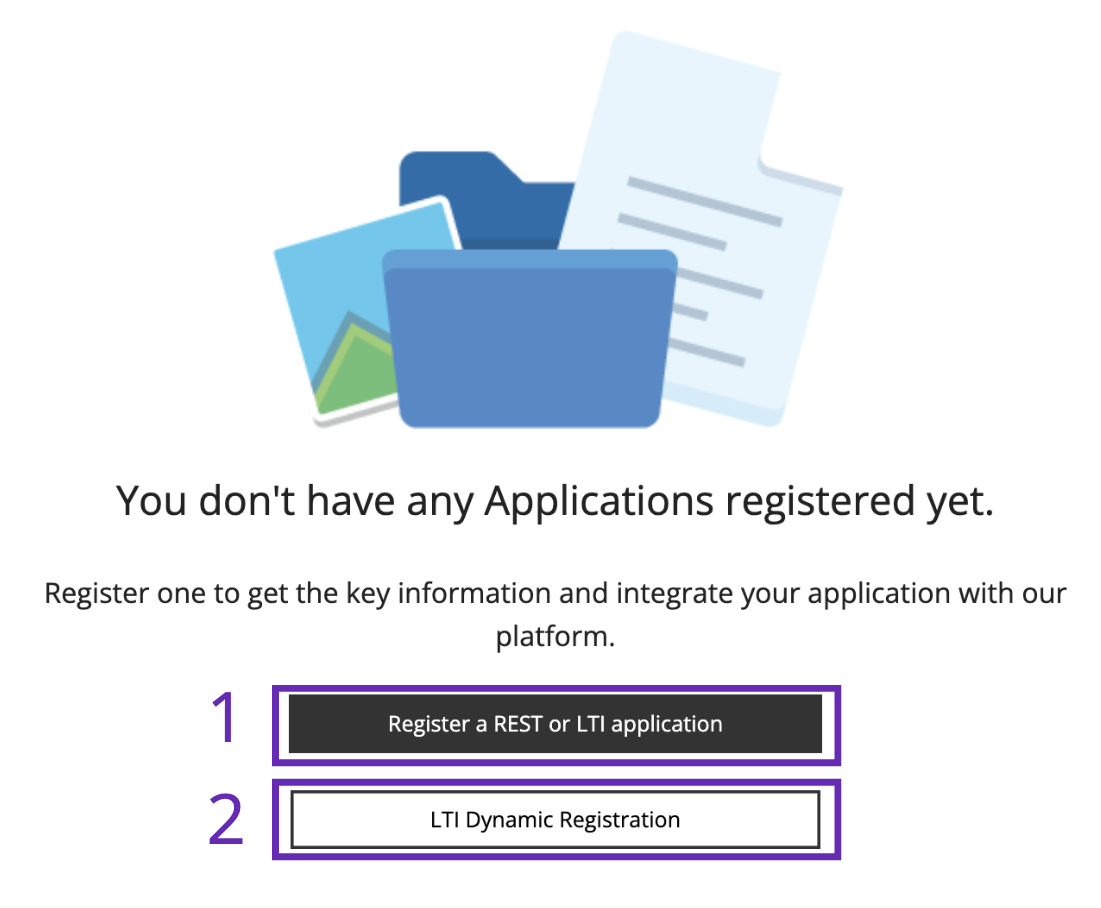 You don't have any Applications registered yet.
Register one to get the key information and integrate your application with our
platform.
1
Register a REST or LTI application
2
LTI Dynamic Registration